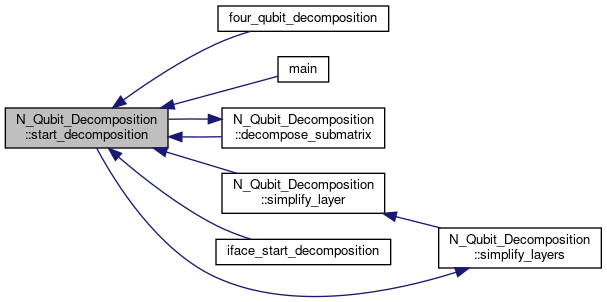 four_qubit_decomposition
main
N_Qubit_Decomposition
::start_decomposition
N_Qubit_Decomposition
::decompose_submatrix
N_Qubit_Decomposition
::simplify_layer
iface_start_decomposition
N_Qubit_Decomposition
::simplify_layers